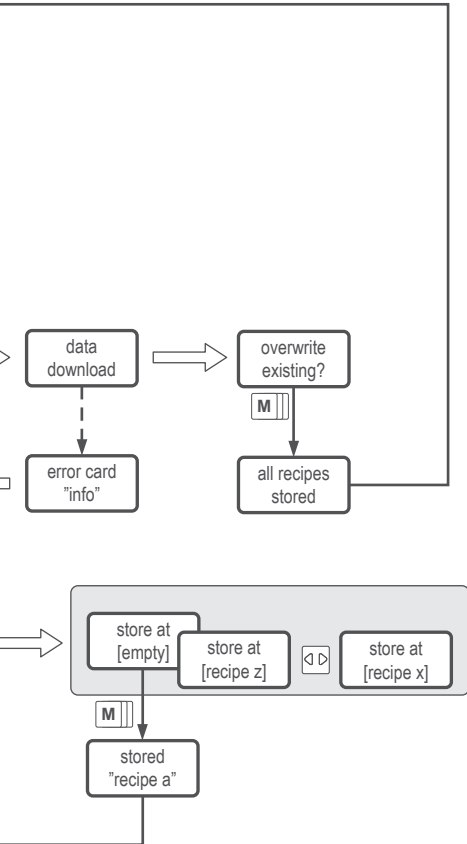 data
download
overwrite
existing?
M
error card
"info"
all recipes
stored
store at
[empty]
store at
[recipe z]
store at
[recipe x]
M
stored
"recipe a"